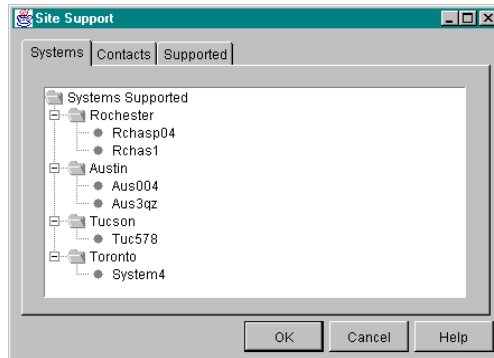 Site Support
Systems Contacts Supported
Systems Supported
Rochester
Rchasp04
Rchas1
Austin
Aus004
Aus3qz
Tucson
Tuc578
Toronto
System4
OK Cancel Help